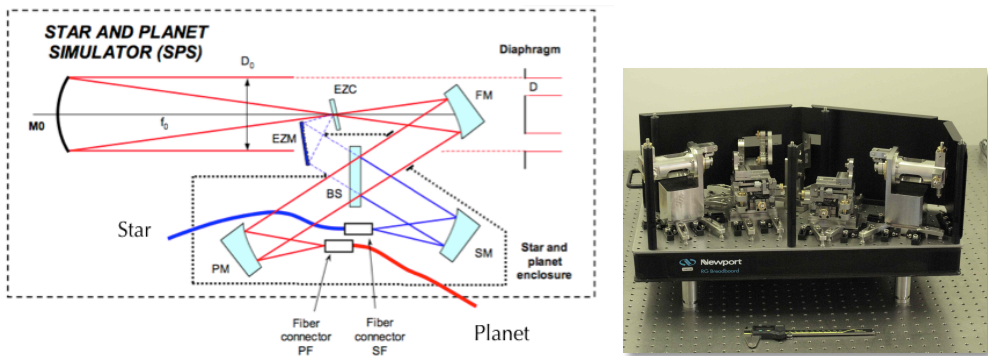 STAR AND PLANET
SIMULATOR (SPS)
Diaphragm
D0
EZC
FM
D
M0
f0
EZM
BS
Star
PM
SM
Star and
planet
enclosure
Fiber
connector
PF
Fiber
connector
SF
Planet
Newport
RG Breadboard